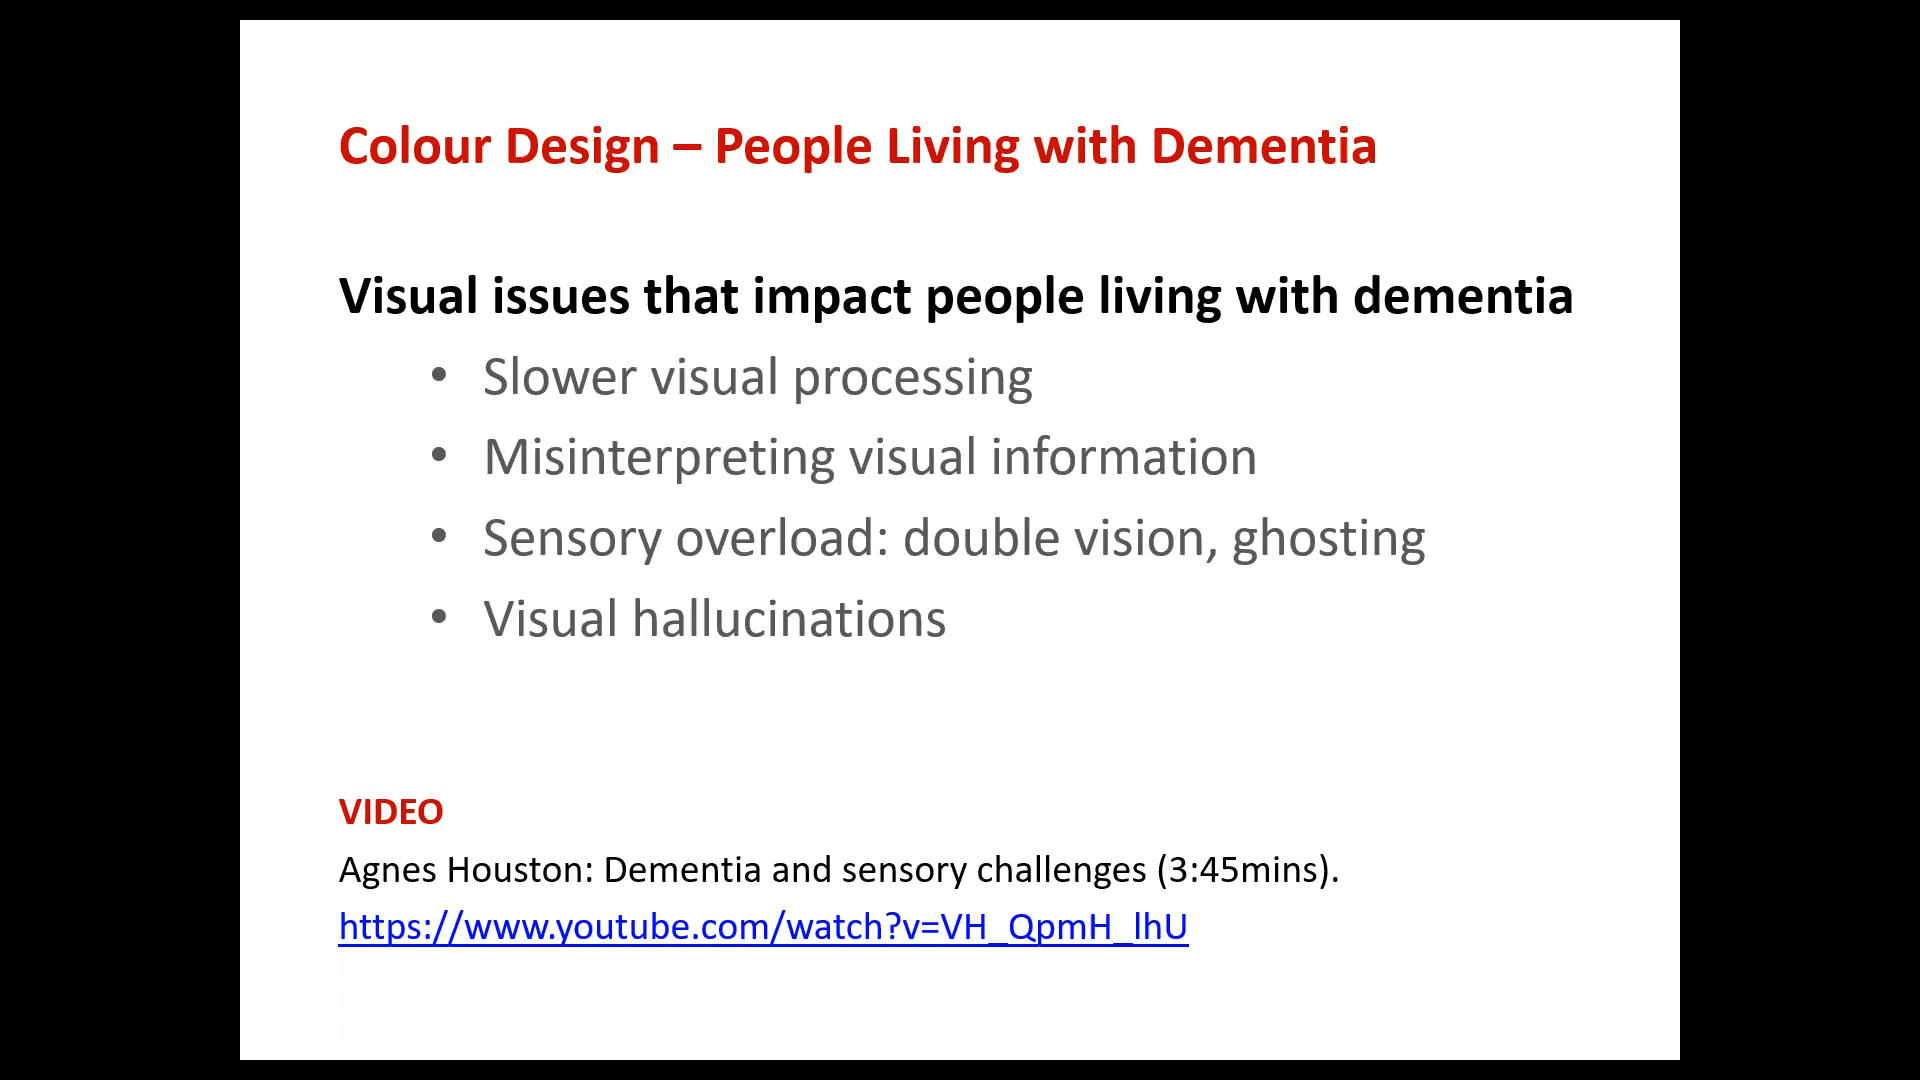 Colour Design – People Living with Dementia
Visual issues that impact people living with dementia
• Slower visual processing
• Misinterpreting visual information
• Sensory overload: double vision, ghosting
• Visual hallucinations
VIDEO
Agnes Houston: Dementia and sensory challenges (3:45mins).
https://www.youtube.com/watch?v=VH_QpmH_lhU